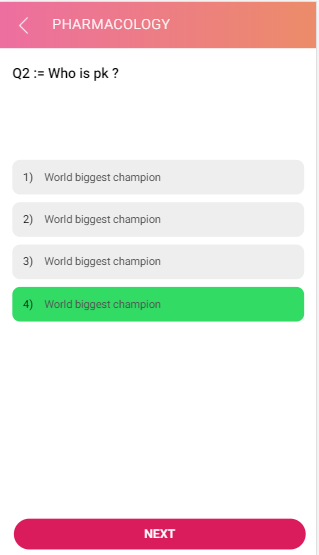 PHARMACOLOGY
Q2 := Who is pk ?
1) World biggest champion
2) World biggest champion
3) World biggest champion
4) World biggest champion
NEXT